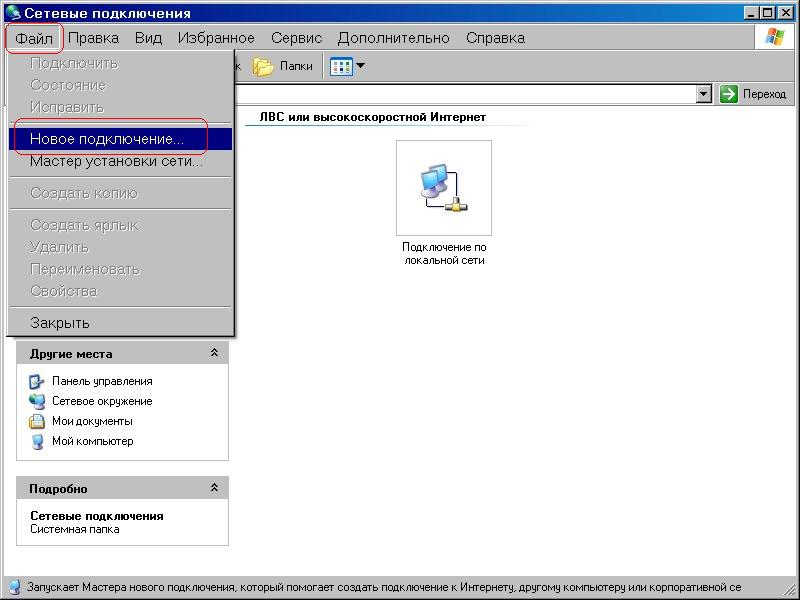 Сетевые подключения
Файл Правка Вид Избранное Сервис Дополнительно Справка
к Папки
Переход
Подключить
Состояние
Исправить
Новое подключение...
Мастер установки сети...
Создать копию
Создать ярлык
Удалить
Переименовать
Свойства
Закрыть
ЛВС или высокоскоростной Интернет
Подключение по
локальной сети
Другие места
Панель управления
Сетевое окружение
Мои документы
Мой компьютер
Подробно
Сетевые подключения
Системная папка
Запускает Мастера нового подключения, который помогает создать подключение к Интернету, другому компьютеру или корпоративной се